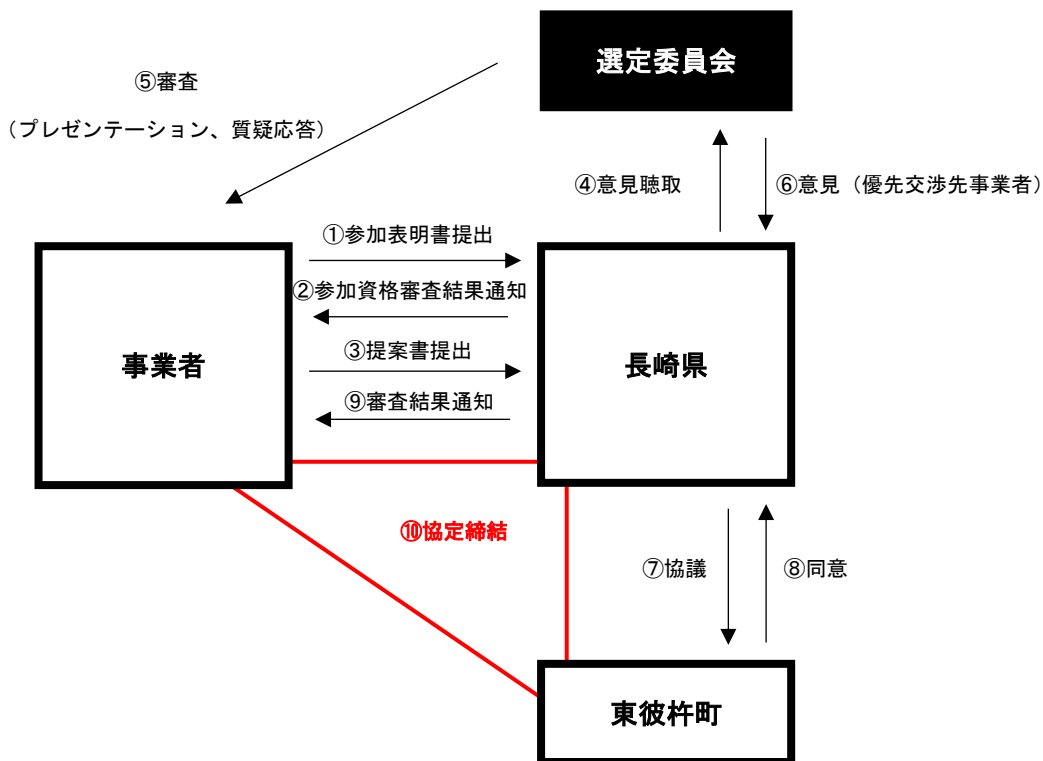 選定委員会
⑤審査
（プレゼンテーション、質疑応答）
④意見聴取
⑥意見（優先交渉先事業者）
①参加表明書提出
②参加資格審査結果通知
③提案書提出
⑨審査結果通知
事業者
長崎県
⑩協定締結
⑦協議
⑧同意
東彼杵町